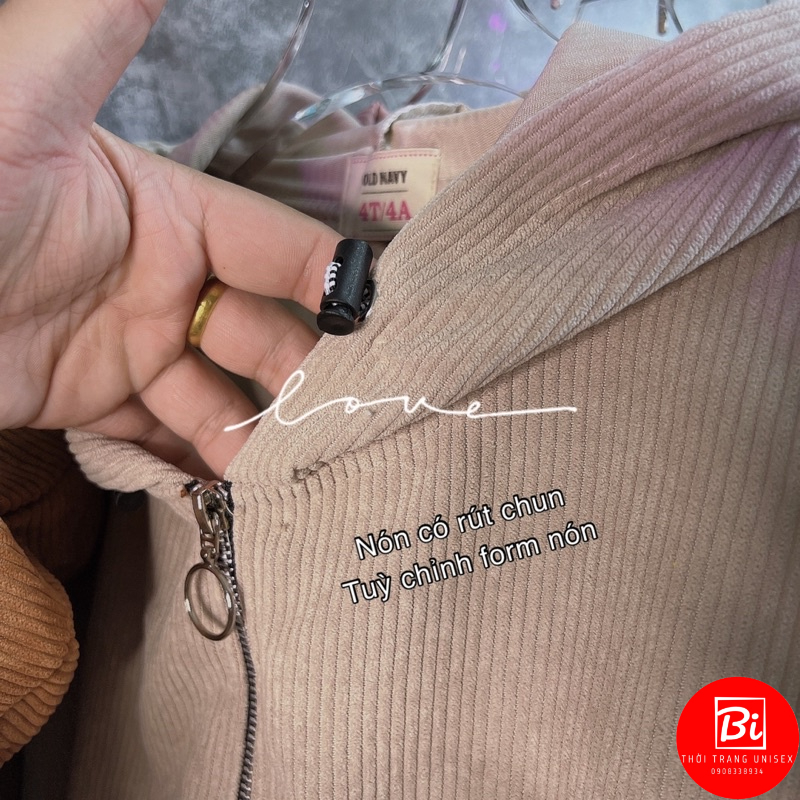 OLD NAVY
4T/4A
love
Nón có rút chun
Tuỳ chỉnh form nón
Bi
THỜI TRANG UNISEX
0908338934